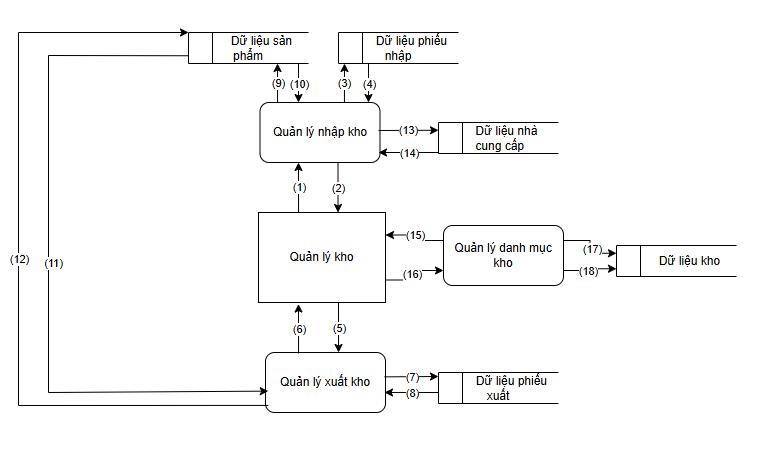 Dữ liệu sản
phẩm
Dữ liệu phiếu
nhập
(9)
(10)
(3)
(4)
Quản lý nhập kho
(13)
Dữ liệu nhà
cung cấp
(14)
(1)
(2)
(12)
(11)
Quản lý kho
(15)
Quản lý danh mục
kho
(17)
Dữ liệu kho
(16)
(18)
(6)
(5)
Quản lý xuất kho
(7)
Dữ liệu phiếu
xuất
(8)